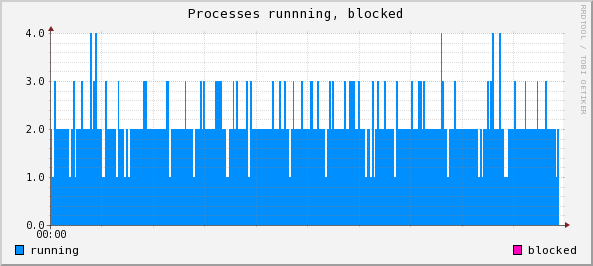 Processes runnning, blocked
RRDTOOL / TOBI OETIKER
4.0
3.0
2.0
1.0
0.0
00:00
running
blocked